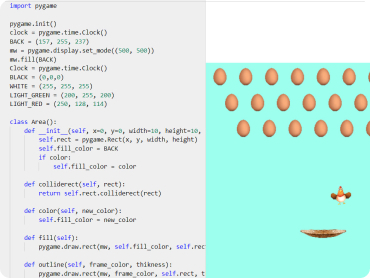 import pygame
pygame.init()
clock = pygame.time.Clock()
BACK = (157, 255, 237)
mw = pygame.display.set_mode((500, 500))
mw.fill(BACK)
Clock = pygame.time.Clock()
BLACK = (0,0,0)
WHITE = (255, 255, 255)
LIGHT_GREEN = (200, 255, 200)
LIGHT_RED = (250, 128, 114)
class Area():
def __init__(self, x=0, y=0, width=10, height=10,
self.rect = pygame.Rect(x, y, width, height)
self.fill_color = BACK
if color:
self.fill_color = color
def colliderect(self, rect):
return self.rect.colliderect(rect)
def color(self, new_color):
self.fill_color = new_color
def fill(self):
pygame.draw.rect(mw, self.fill_color, self.rec
def outline(self, frame_color, thikness):
pygame.draw.rect(mw, frame_color, self.rect, t